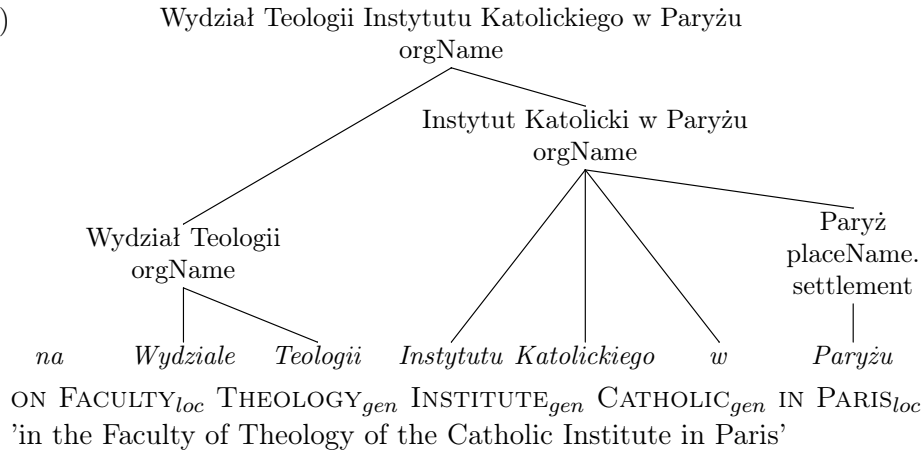 )
Wydział Teologii Instytutu Katolickiego w Paryżu
orgName
Instytut Katolicki w Paryżu
orgName
Wydział Teologii
orgName
Paryż
placeName.
settlement
na Wydziale Teologii Instytutu Katolickiego w Paryżu
ON FACULTYloc THEOLOGYgen INSTITUTEgen CATHOLICgen IN PARISloc
'in the Faculty of Theology of the Catholic Institute in Paris'